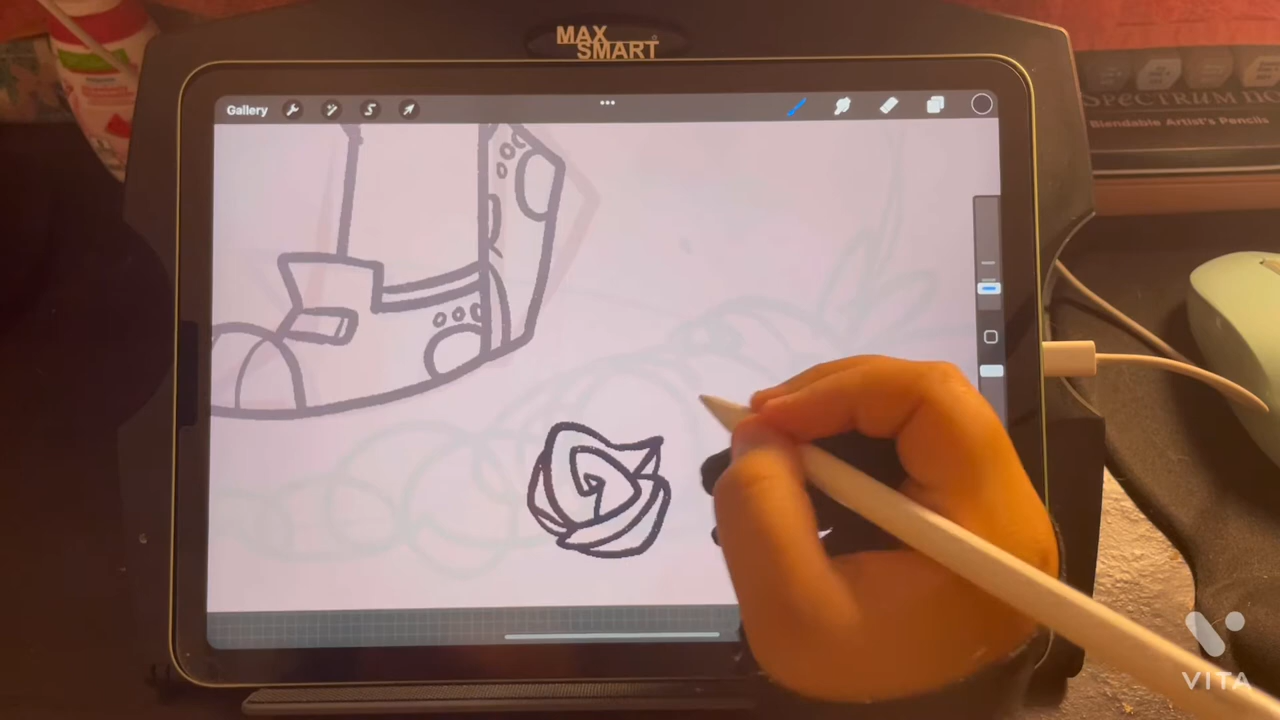 MAX
SMART
Gallery
SPECTRUM NO
Blendable Artist's Pencils
VITA